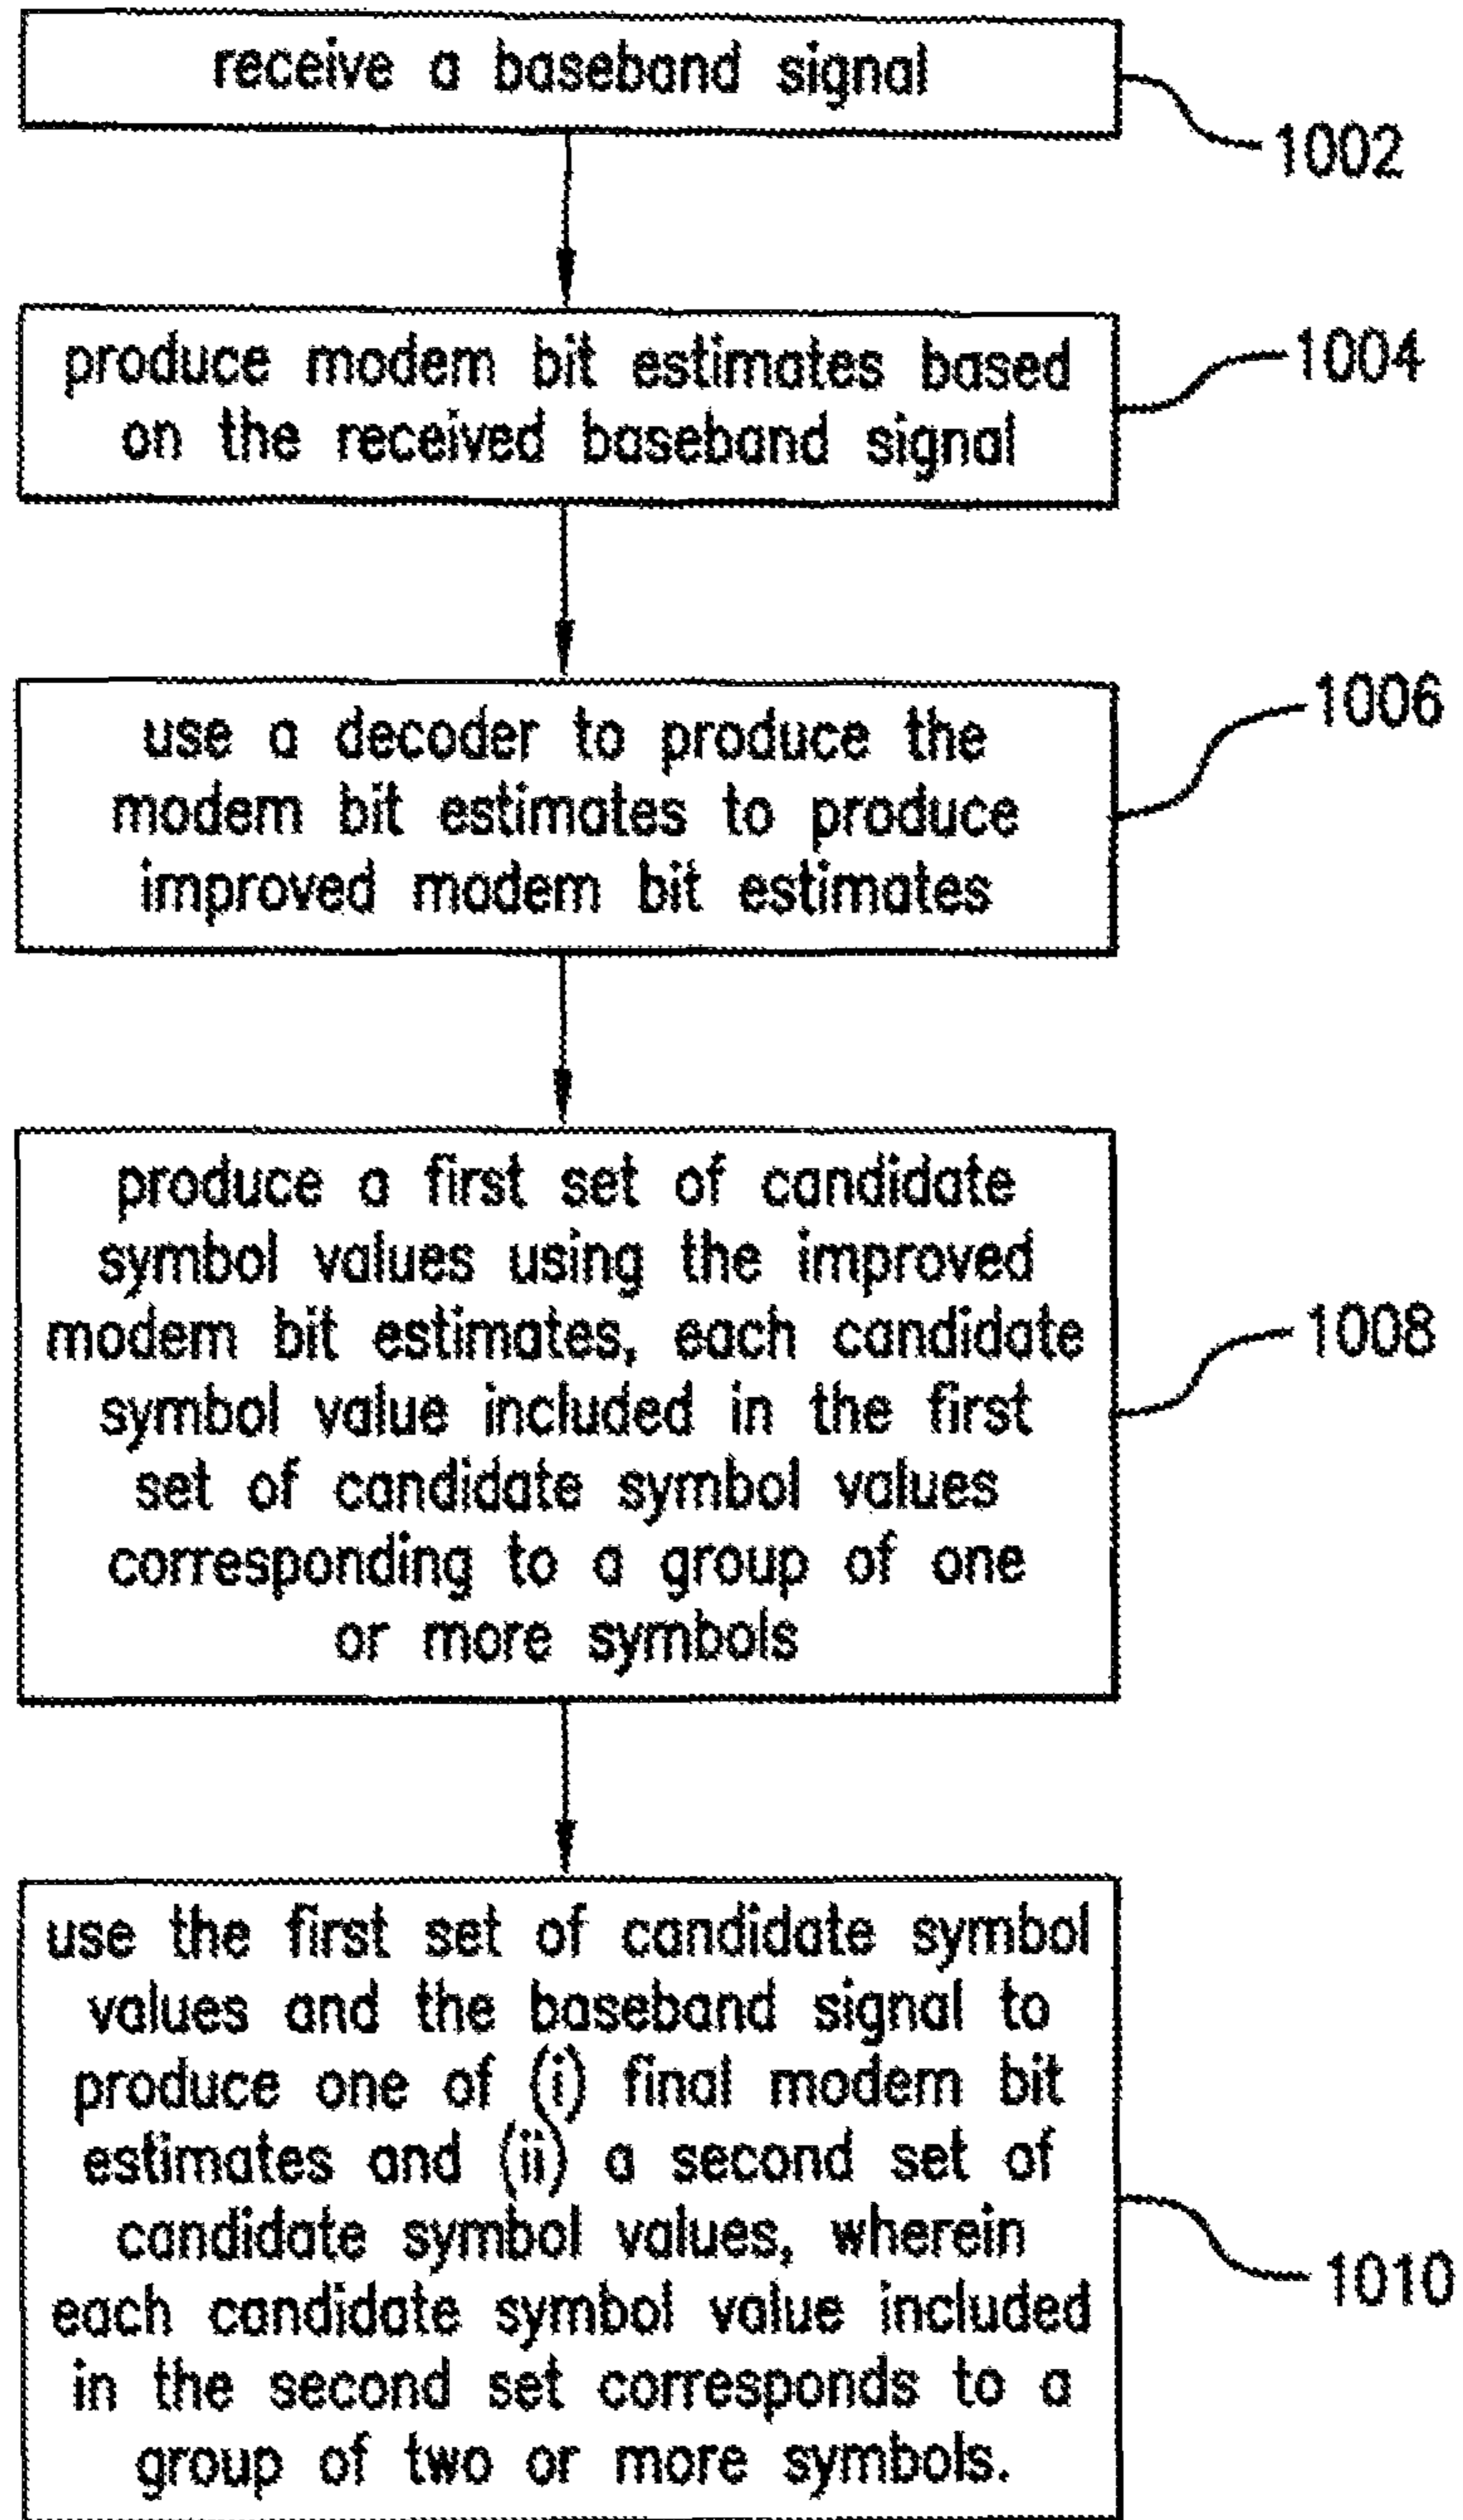 receive a baseband signal
1002
produce modem bit estimates based
on the received baseband signal
1004
use a decoder to produce the
modem bit estimates to produce
improved modem bit estimates
1006
produce a first set of candidate
symbol values using the improved
modem bit estimates, each candidate
symbol value included in the first
set of candidate symbol values
corresponding to a group of one
or more symbols
1008
use the first set of candidate symbol
values and the baseband signal to
produce one of (i) final modem bit
estimates and (ii) a second set of
candidate symbol values, wherein
each candidate symbol value included
in the second set corresponds to a
group of two or more symbols.
1010